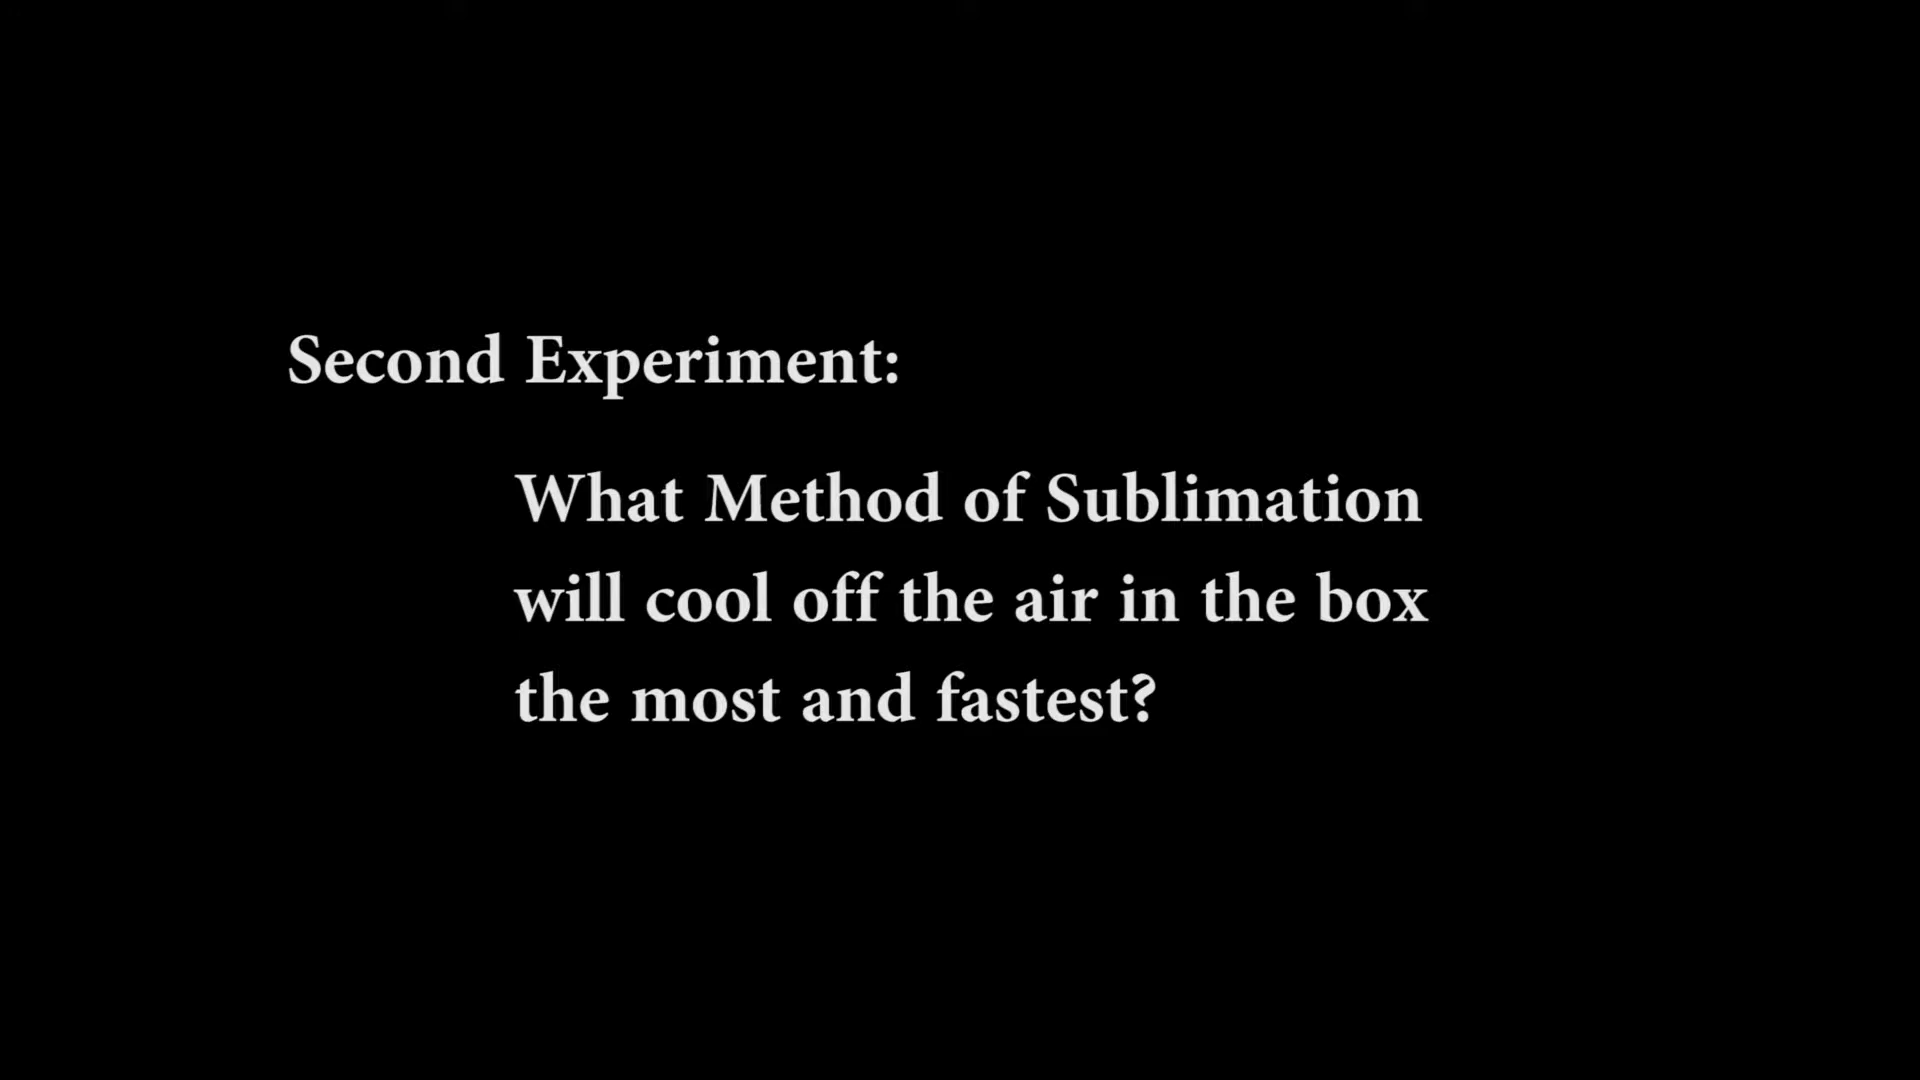 Second Experiment:
What Method of Sublimation
will cool off the air in the box
the most and fastest?